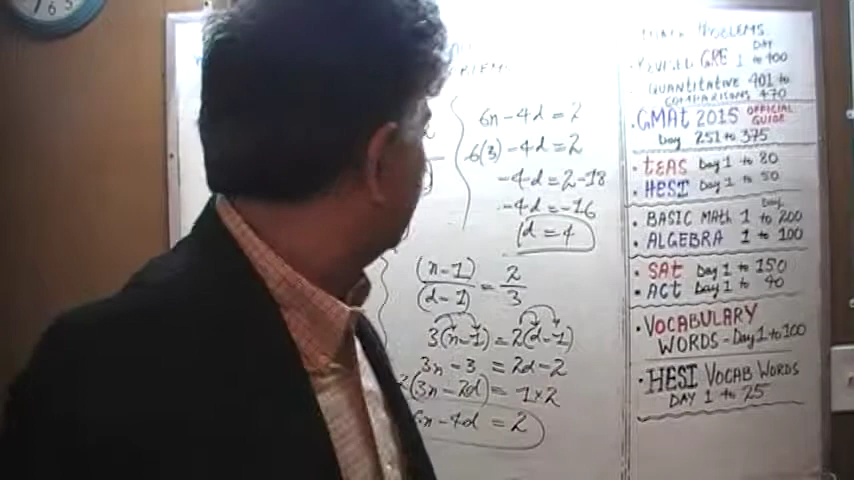 6n - 4d = 2
6(3) - 4d = 2
-4d = 2-18
-4d = -16
d = 4
(n-1) / (d-1) = 2/3
3(n-1) = 2(d-1)
3n - 3 = 2d - 2
2(3n - 2d) = 1×2
6n - 4d = 2
PROBLEMS
GRE Day 1 to 400
QUANTITATIVE 401 to
COMPARISONS 470
GMAt 2015 OFFICIAL GUIDE
Day 251 to 375
• tEAS Day 1 to 80
• HESI Day 1 to 50
Day
• BASIC MAth 1 to 200
• ALGEBRA 1 to 100
• SAt Day 1 to 150
• ACt Day 1 to 40
• VOCABULARY
WORDS - Day 1 to 100
• HESI VOCAB WORDS
DAY 1 to 25